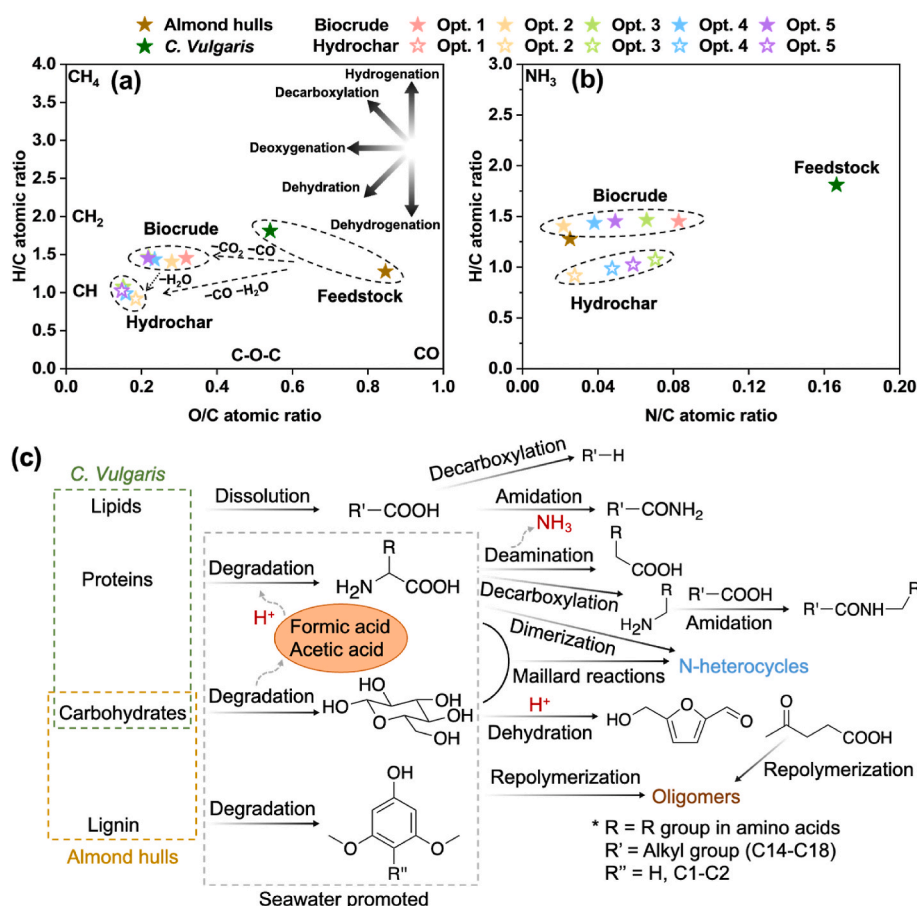 Almond hulls
C. Vulgaris
Biocrude Opt. 1 Opt. 2 Opt. 3 Opt. 4 Opt. 5
Hydrochar Opt. 1 Opt. 2 Opt. 3 Opt. 4 Opt. 5
(a)
H/C atomic ratio
4.0
3.5
3.0
2.5
2.0
1.5
1.0
0.5
0.0
CH4
CH2
CH
Hydrogenation
Decarboxylation
Deoxygenation
Dehydration
Dehydrogenation
Biocrude
–CO2 –CO
–H2O
–CO –H2O
Feedstock
Hydrochar
C-O-C
CO
0.0 0.2 0.4 0.6 0.8 1.0
O/C atomic ratio
(b)
H/C atomic ratio
3.0
2.5
2.0
1.5
1.0
0.5
0.0
NH3
Feedstock
Biocrude
Hydrochar
0.00 0.04 0.08 0.12 0.16 0.20
N/C atomic ratio
(c)
C. Vulgaris
Lipids
Proteins
Carbohydrates
Lignin
Almond hulls
Dissolution
R'–COOH
Decarboxylation
R'–H
Amidation
R'–CONH2
NH3
Degradation
R
H2N
COOH
Deamination
R
COOH
Decarboxylation
R
H2N
R'–COOH
Amidation
R'–CONH
R
H+
Formic acid
Acetic acid
Dimerization
Maillard reactions
N-heterocycles
Degradation
HO
HO
HO
O
OH
OH
H+
Dehydration
HO
O
O
O
COOH
Repolymerization
Degradation
OH
O
O
R"
Repolymerization
Oligomers
Seawater promoted
* R = R group in amino acids
R' = Alkyl group (C14-C18)
R" = H, C1-C2